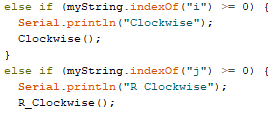 else if (myString.indexOf("i") >= 0) {
  Serial.println("Clockwise");
  Clockwise();
}
else if (myString.indexOf("j") >= 0) {
  Serial.println("R Clockwise");
  R_Clockwise();